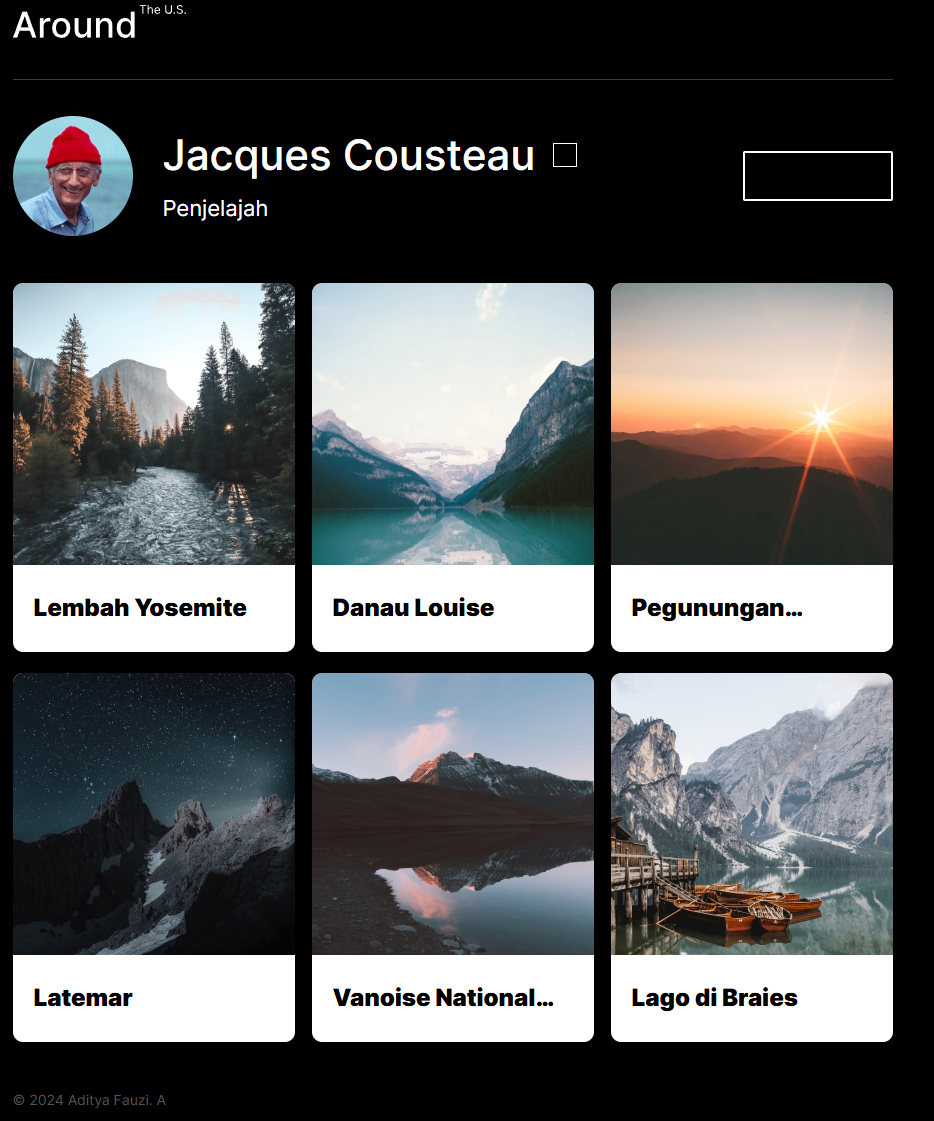 Around The U.S.
Jacques Cousteau
Penjelajah
Lembah Yosemite
Danau Louise
Pegunungan...
Latemar
Vanoise National...
Lago di Braies
© 2024 Aditya Fauzi. A